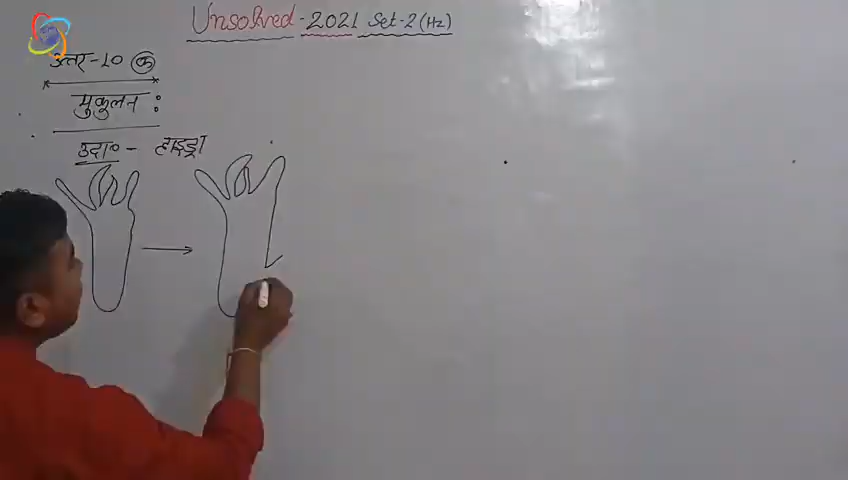 Unsolved-2021 Set-2 (Hz)
उत्तर-10 क
मुकुलन :
उदा० - हाइड्रा